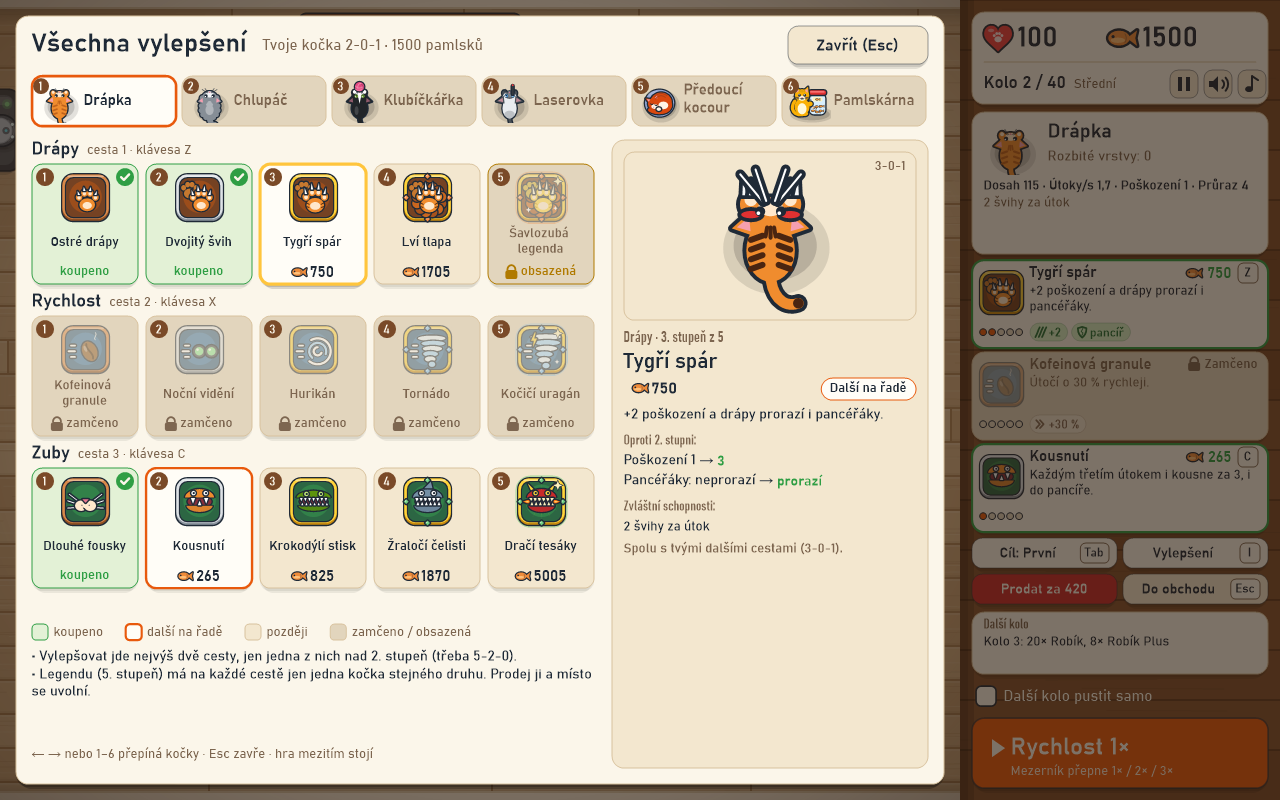 Všechna vylepšení
Tvoje kočka 2-0-1 · 1500 pamlsků
Zavřít (Esc)
1 Drápka
2 Chlupáč
3 Klubíčkářka
4 Laserovka
5 Předoucí kocour
6 Pamlskárna
Drápy cesta 1 · klávesa Z
1 Ostré drápy koupeno
2 Dvojitý švih koupeno
3 Tygří spár 750
4 Lví tlapa 1705
5 Šavlozubá legenda obsazená
Rychlost cesta 2 · klávesa X
1 Kofeinová granule zamčeno
2 Noční vidění zamčeno
3 Hurikán zamčeno
4 Tornádo zamčeno
5 Kočičí uragán zamčeno
Zuby cesta 3 · klávesa C
1 Dlouhé fousky koupeno
2 Kousnutí 265
3 Krokodýlí stisk 825
4 Žraločí čelisti 1870
5 Dračí tesáky 5005
koupeno další na řadě později zamčeno / obsazená
· Vylepšovat jde nejvýš dvě cesty, jen jedna z nich nad 2. stupeň (třeba 5-2-0).
· Legendu (5. stupeň) má na každé cestě jen jedna kočka stejného druhu. Prodej ji a místo
se uvolní.
← → nebo 1–6 přepíná kočky · Esc zavře · hra mezitím stojí
3-0-1
Drápy · 3. stupeň z 5
Tygří spár
750 Další na řadě
+2 poškození a drápy prorazí i pancéřáky.
Oproti 2. stupni:
Poškození 1 → 3
Pancéřáky: neprorazí → prorazí
Zvláštní schopnosti:
2 švihy za útok
Spolu s tvými dalšími cestami (3-0-1).
100 1500
Kolo 2 / 40 Střední
Drápka
Rozbité vrstvy: 0
Dosah 115 · Útoky/s 1,7 · Poškození 1 · Průraz 4
2 švihy za útok
Tygří spár 750 Z
+2 poškození a drápy prorazí i
pancéřáky.
+2 pancíř
Kofeinová granule Zamčeno
Útočí o 30 % rychleji.
+30 %
Kousnutí 265 C
Každým třetím útokem i kousne za 3, i
do pancíře.
Cíl: První Tab
Vylepšení I
Prodat za 420
Do obchodu Esc
Další kolo
Kolo 3: 20× Robík, 8× Robík Plus
Další kolo pustit samo
Rychlost 1×
Mezerník přepne 1× / 2× / 3×